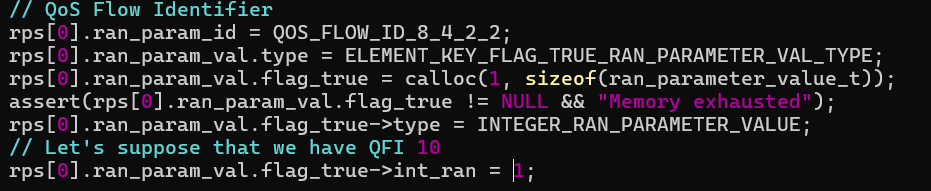 // QoS Flow Identifier
rps[0].ran_param_id = QOS_FLOW_ID_8_4_2_2;
rps[0].ran_param_val.type = ELEMENT_KEY_FLAG_TRUE_RAN_PARAMETER_VAL_TYPE;
rps[0].ran_param_val.flag_true = calloc(1, sizeof(ran_parameter_value_t));
assert(rps[0].ran_param_val.flag_true != NULL && "Memory exhausted");
rps[0].ran_param_val.flag_true->type = INTEGER_RAN_PARAMETER_VALUE;
// Let's suppose that we have QFI 10
rps[0].ran_param_val.flag_true->int_ran = 1;